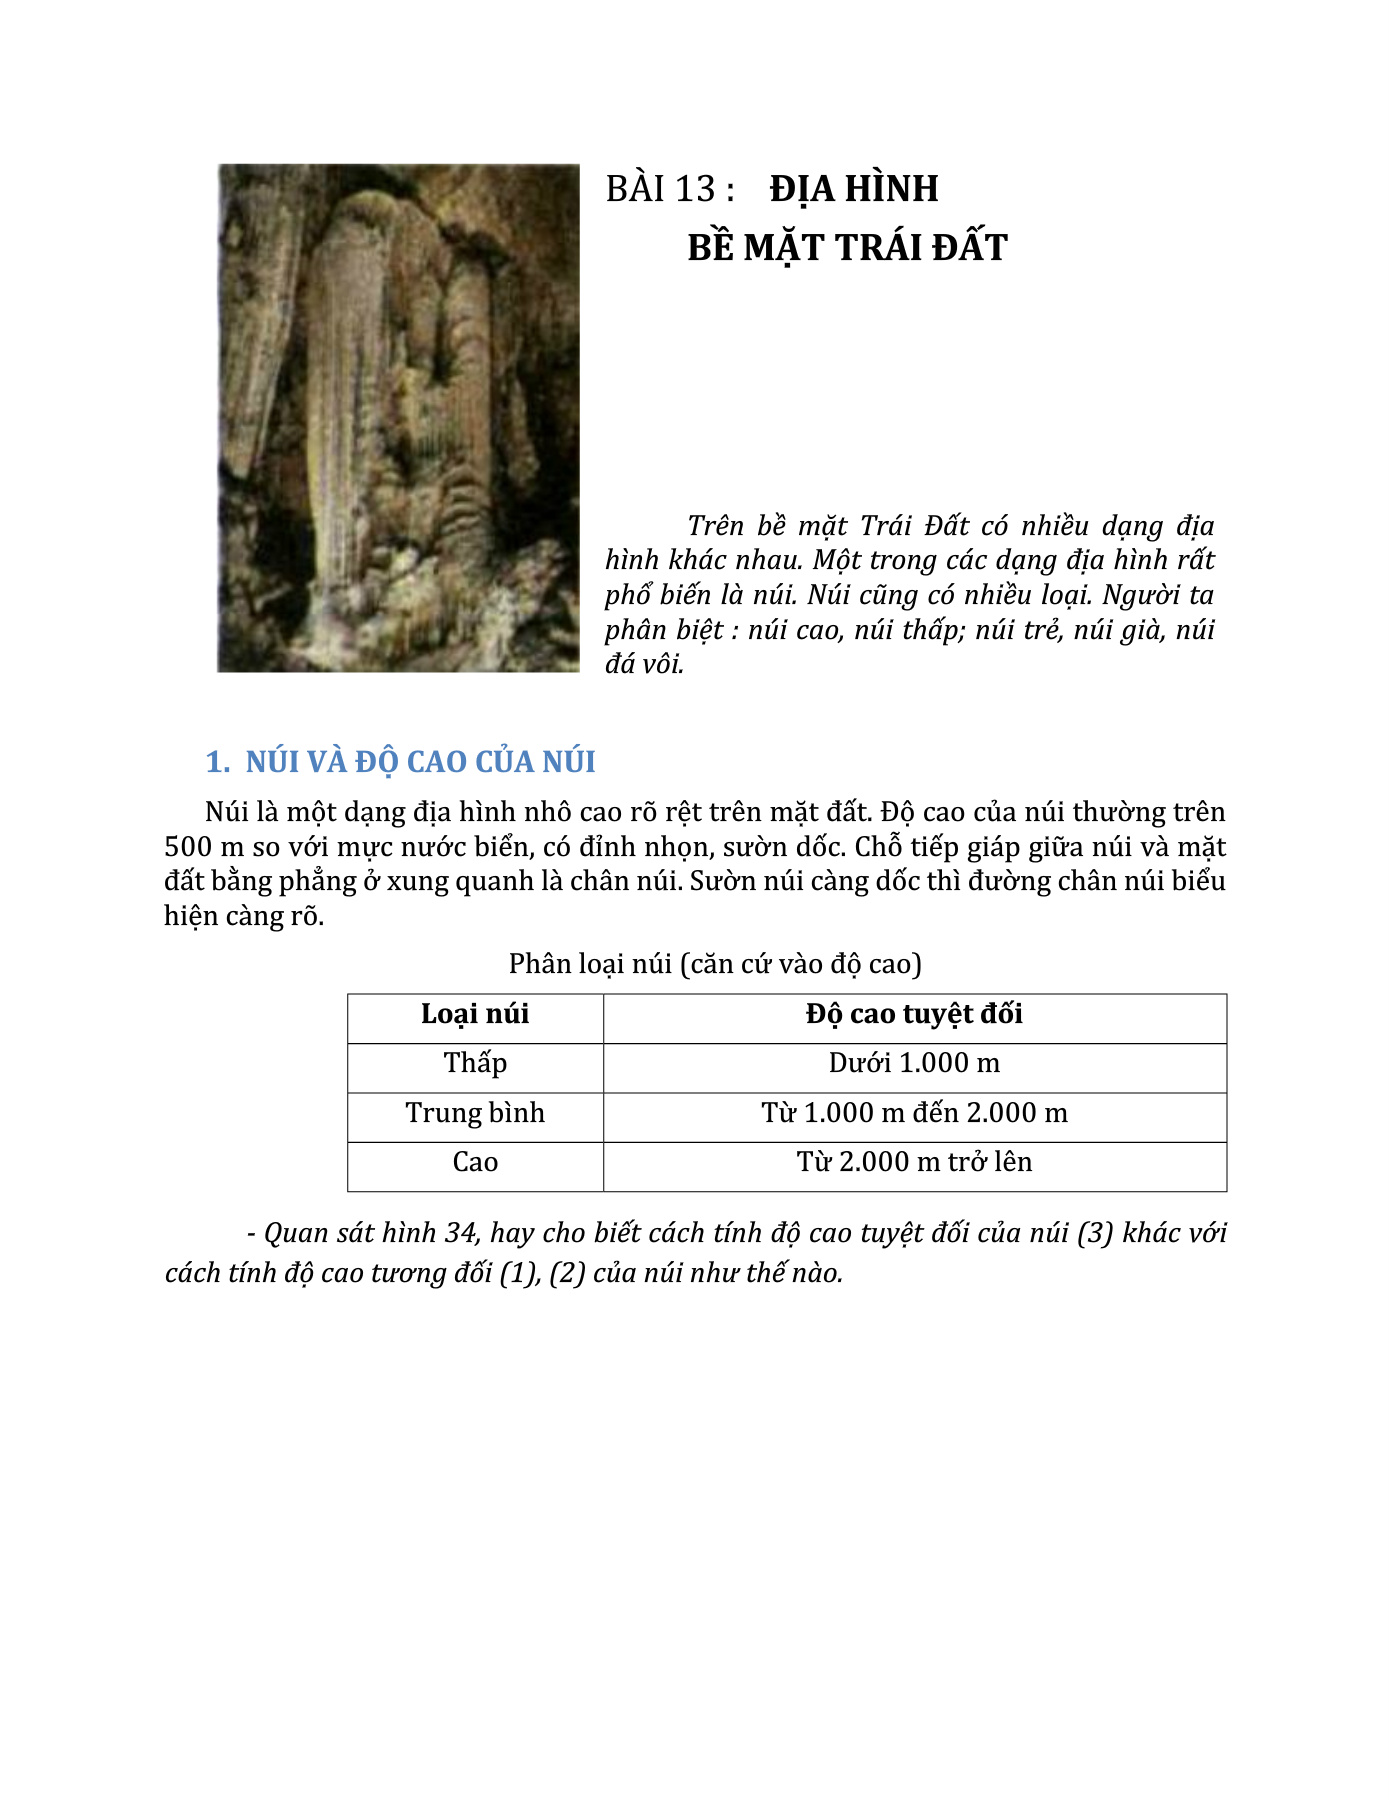 BÀI 13 : ĐỊA HÌNH
BỀ MẶT TRÁI ĐẤT
Trên bề mặt Trái Đất có nhiều dạng địa
hình khác nhau. Một trong các dạng địa hình rất
phổ biến là núi. Núi cũng có nhiều loại. Người ta
phân biệt : núi cao, núi thấp; núi trẻ, núi già, núi
đá vôi.
1. NÚI VÀ ĐỘ CAO CỦA NÚI
Núi là một dạng địa hình nhô cao rõ rệt trên mặt đất. Độ cao của núi thường trên
500 m so với mực nước biển, có đỉnh nhọn, sườn dốc. Chỗ tiếp giáp giữa núi và mặt
đất bằng phẳng ở xung quanh là chân núi. Sườn núi càng dốc thì đường chân núi biểu
hiện càng rõ.
Phân loại núi (căn cứ vào độ cao)
Loại núi Độ cao tuyệt đối
Thấp Dưới 1.000 m
Trung bình Từ 1.000 m đến 2.000 m
Cao Từ 2.000 m trở lên
- Quan sát hình 34, hay cho biết cách tính độ cao tuyệt đối của núi (3) khác với
cách tính độ cao tương đối (1), (2) của núi như thế nào.